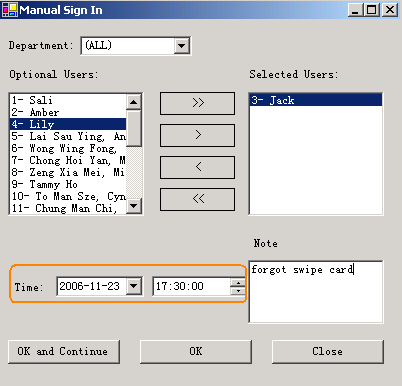 Manual Sign In
Department: (ALL)
Optional Users:
Selected Users:
1- Sali
2- Amber
4- Lily
5- Lai Sau Ying, An
6- Wong Wing Fong,
7- Chong Hoi Yan, M
8- Zeng Xia Mei, Mi
9- Tammy Ho
10- To Man Sze, Cyn
11- Chung Man Chi,
>>
>
<
<<
3- Jack
Note
forgot swipe card
Time: 2006-11-23 17:30:00
OK and Continue
OK
Close